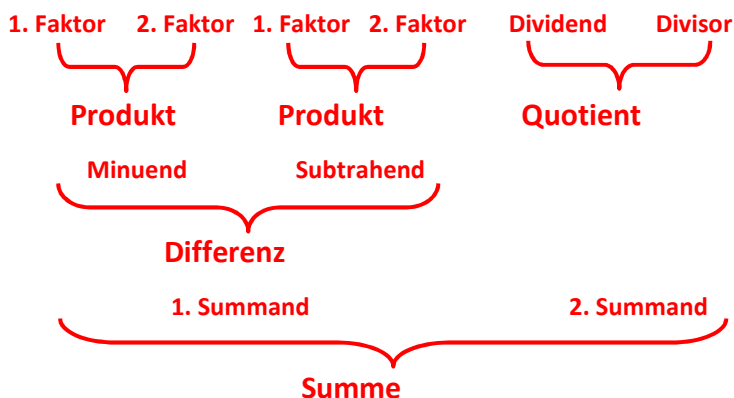 1. Faktor 2. Faktor 1. Faktor 2. Faktor Dividend Divisor
Produkt Produkt Quotient
Minuend Subtrahend
Differenz
1. Summand 2. Summand
Summe